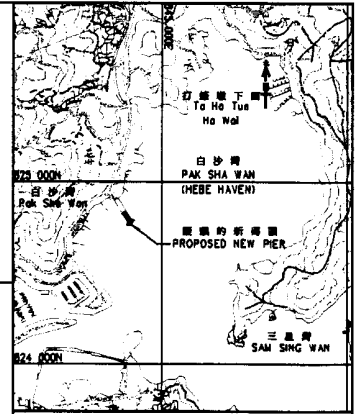 打蠔墩下圍
Ta Ho Tue
Ha Wai
白沙灣
PAK SHA WAN
(HEBE HAVEN)
825 000N
白沙灣
Pak Sha Wan
擬議的新碼頭
PROPOSED NEW PIER
三星灣
SAM SING WAN
824 000N